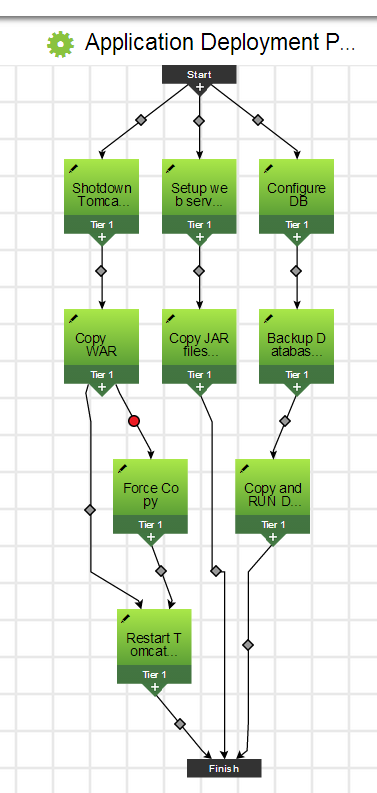 Application Deployment P...
Start
Shotdown
Tomca...
Tier 1
Setup we
b serv...
Tier 1
Configure
DB
Tier 1
Copy
WAR
Tier 1
Copy JAR
files...
Tier 1
Backup D
atabas...
Tier 1
Force Co
py
Tier 1
Copy and
RUN D...
Tier 1
Restart T
omcat...
Tier 1
Finish